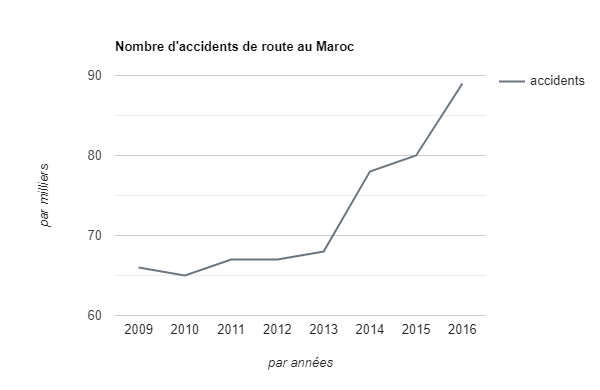 Nombre d'accidents de route au Maroc
90
accidents
80
par milliers
70
60
2009 2010 2011 2012 2013 2014 2015 2016
par années